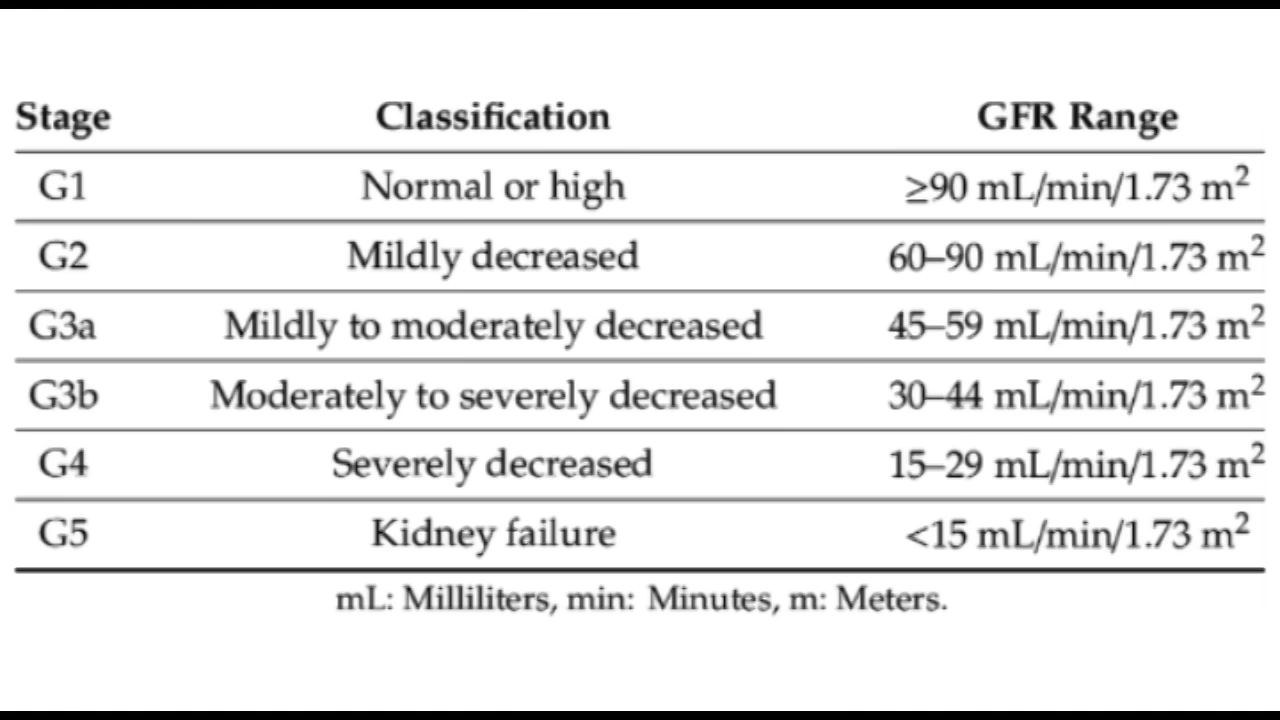 Stage Classification GFR Range
G1 Normal or high ≥90 mL/min/1.73 m²
G2 Mildly decreased 60–90 mL/min/1.73 m²
G3a Mildly to moderately decreased 45–59 mL/min/1.73 m²
G3b Moderately to severely decreased 30–44 mL/min/1.73 m²
G4 Severely decreased 15–29 mL/min/1.73 m²
G5 Kidney failure <15 mL/min/1.73 m²
mL: Milliliters, min: Minutes, m: Meters.